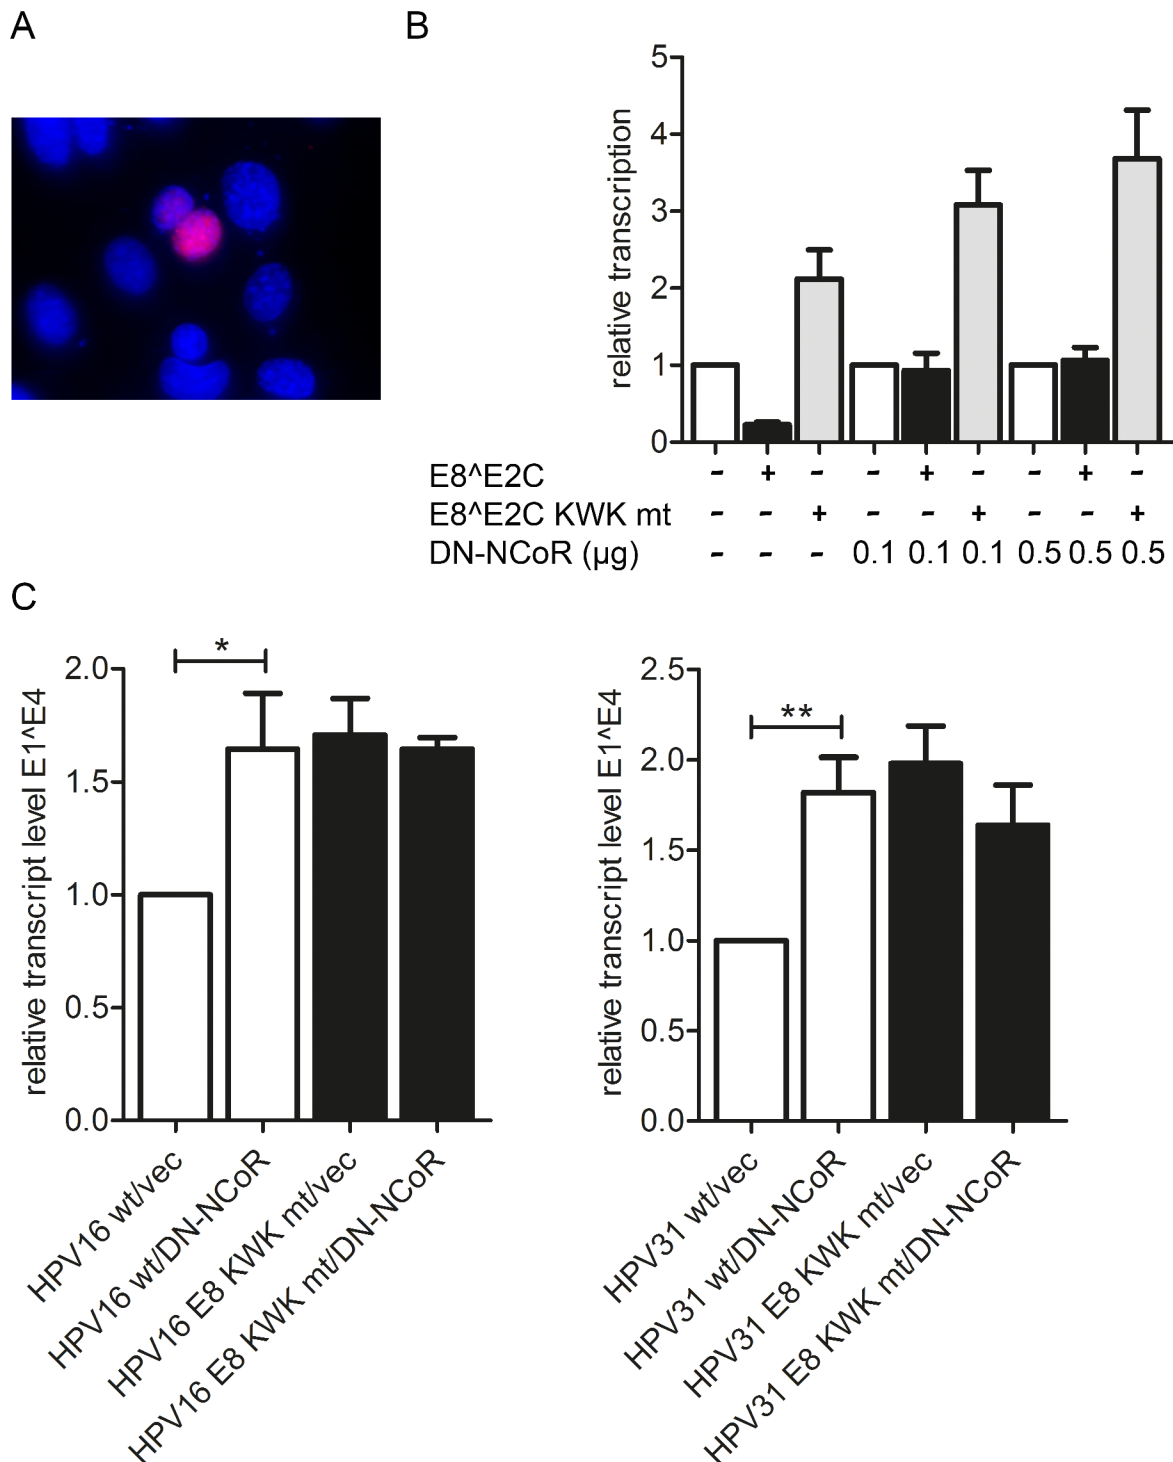 A
B
relative transcription
5
4
3
2
1
0
E8^E2C - + - - + - - + -
E8^E2C KWK mt - - + - - + - - +
DN-NCoR (µg) - - - 0.1 0.1 0.1 0.5 0.5 0.5
C
relative transcript level E1^E4
2.0
1.5
1.0
0.5
0.0
*
HPV16 wt/vec
HPV16 wt/DN-NCoR
HPV16 E8 KWK mt/vec
HPV16 E8 KWK mt/DN-NCoR
relative transcript level E1^E4
2.5
2.0
1.5
1.0
0.5
0.0
**
HPV31 wt/vec
HPV31 wt/DN-NCoR
HPV31 E8 KWK mt/vec
HPV31 E8 KWK mt/DN-NCoR